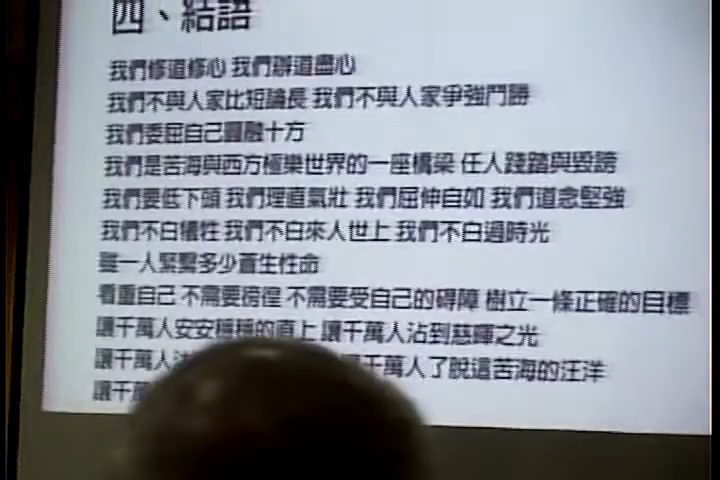 四、結語
我們修道修心 我們辦道盡心
我們不與人家比短論長 我們不與人家爭強鬥勝
我們委屈自己圓融十方
我們是苦海與西方極樂世界的一座橋梁 任人踐踏與毀謗
我們要低下頭 我們理直氣壯 我們屈伸自如 我們道念堅強
我們不白犧牲 我們不白來人世上 我們不白過時光
雖一人緊繫多少蒼生性命
看重自己 不需要徬徨 不需要受自己的碍障 樹立一條正確的目標
讓千萬人安安穩穩的直上 讓千萬人沾到慈暉之光
讓千萬人 千萬人了脫這苦海的汪洋
讓千